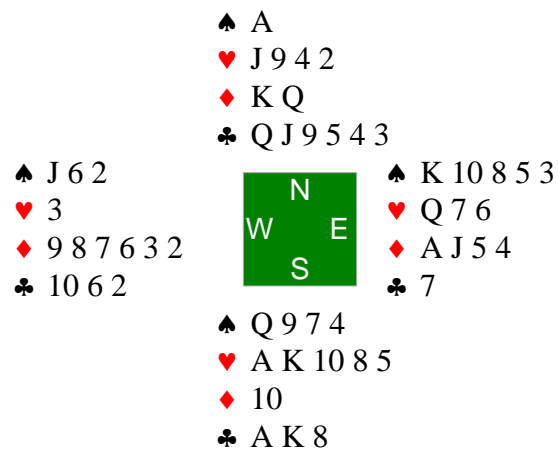 ♠ A
♥ J 9 4 2
♦ K Q
♣ Q J 9 5 4 3
♠ J 6 2
♥ 3
♦ 9 8 7 6 3 2
♣ 10 6 2
N
W E
S
♠ K 10 8 5 3
♥ Q 7 6
♦ A J 5 4
♣ 7
♠ Q 9 7 4
♥ A K 10 8 5
♦ 10
♣ A K 8